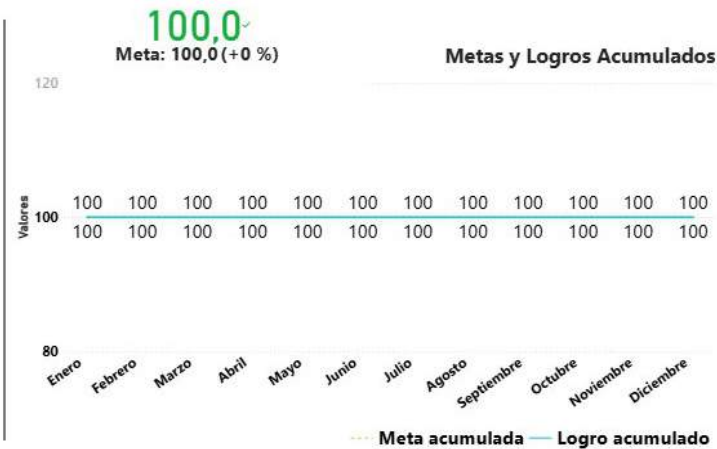 100,0
Meta: 100,0 (+0 %)
Metas y Logros Acumulados
120
100 100 100 100 100 100 100 100 100 100 100 100
Valores
100
100 100 100 100 100 100 100 100 100 100 100 100
80
Enero Febrero Marzo Abril Mayo Junio Julio Agosto Septiembre Octubre Noviembre Diciembre
Meta acumulada Logro acumulado